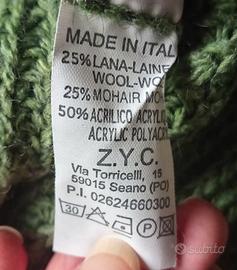 MADE IN ITAL
25% LANA-LAINE
WOOL-WO
25% MOHAIR MO
50% ACRILICO ACRYLIC
ACRYLIC POLYAC
Z.Y.C.
Via Torricelli, 15
59015 Seano (PO)
P.I. 02624660300
30 P
subito